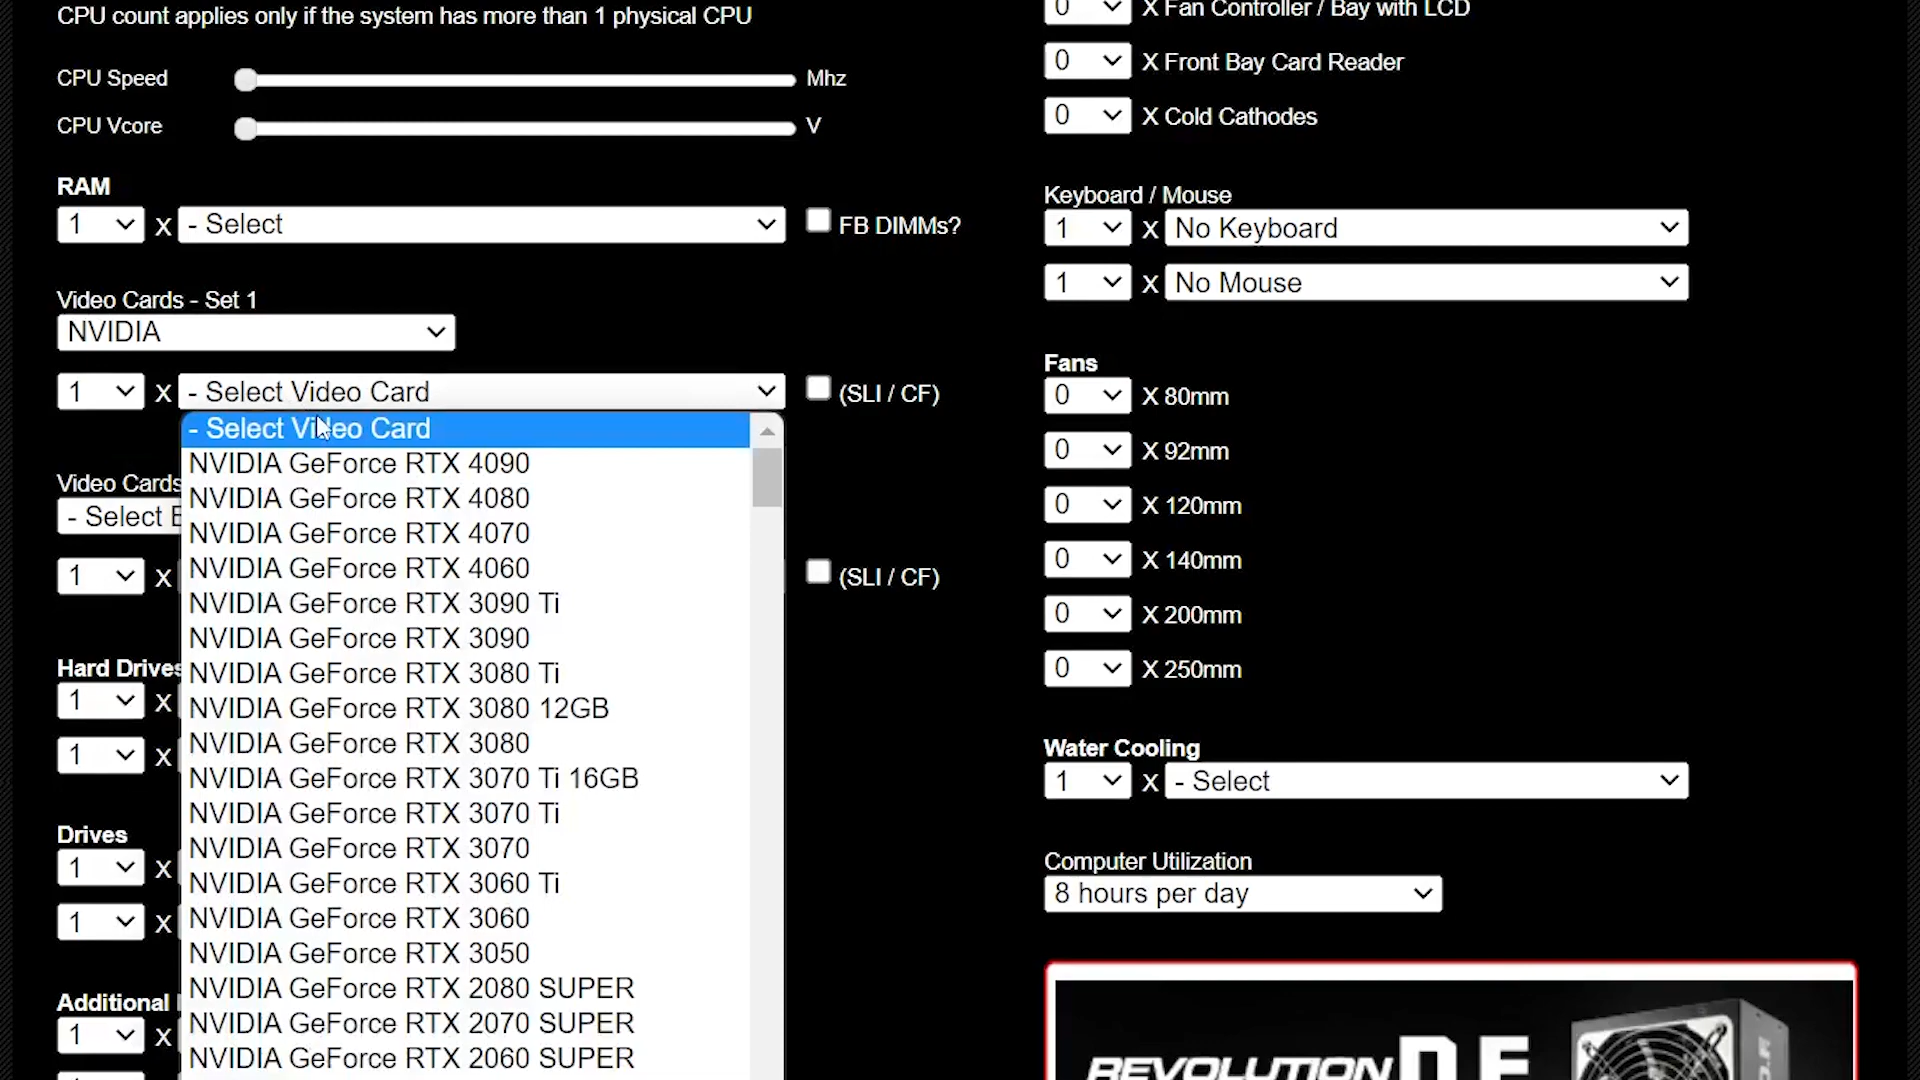 CPU count applies only if the system has more than 1 physical CPU
CPU Speed Mhz
CPU Vcore V
RAM
1 X - Select FB DIMMs?
Video Cards - Set 1
NVIDIA
1 X - Select Video Card (SLI / CF)
- Select Video Card
NVIDIA GeForce RTX 4090
NVIDIA GeForce RTX 4080
NVIDIA GeForce RTX 4070
NVIDIA GeForce RTX 4060
NVIDIA GeForce RTX 3090 Ti
NVIDIA GeForce RTX 3090
NVIDIA GeForce RTX 3080 Ti
NVIDIA GeForce RTX 3080 12GB
NVIDIA GeForce RTX 3080
NVIDIA GeForce RTX 3070 Ti 16GB
NVIDIA GeForce RTX 3070 Ti
NVIDIA GeForce RTX 3070
NVIDIA GeForce RTX 3060 Ti
NVIDIA GeForce RTX 3060
NVIDIA GeForce RTX 3050
NVIDIA GeForce RTX 2080 SUPER
NVIDIA GeForce RTX 2070 SUPER
NVIDIA GeForce RTX 2060 SUPER
Video Cards
- Select
1 X (SLI / CF)
Hard Drives
1 X
1 X
Drives
1 X
1 X
Additional
1 X
0 X Fan Controller / Bay with LCD
0 X Front Bay Card Reader
0 X Cold Cathodes
Keyboard / Mouse
1 X No Keyboard
1 X No Mouse
Fans
0 X 80mm
0 X 92mm
0 X 120mm
0 X 140mm
0 X 200mm
0 X 250mm
Water Cooling
1 X - Select
Computer Utilization
8 hours per day
REVOLUTION D.F